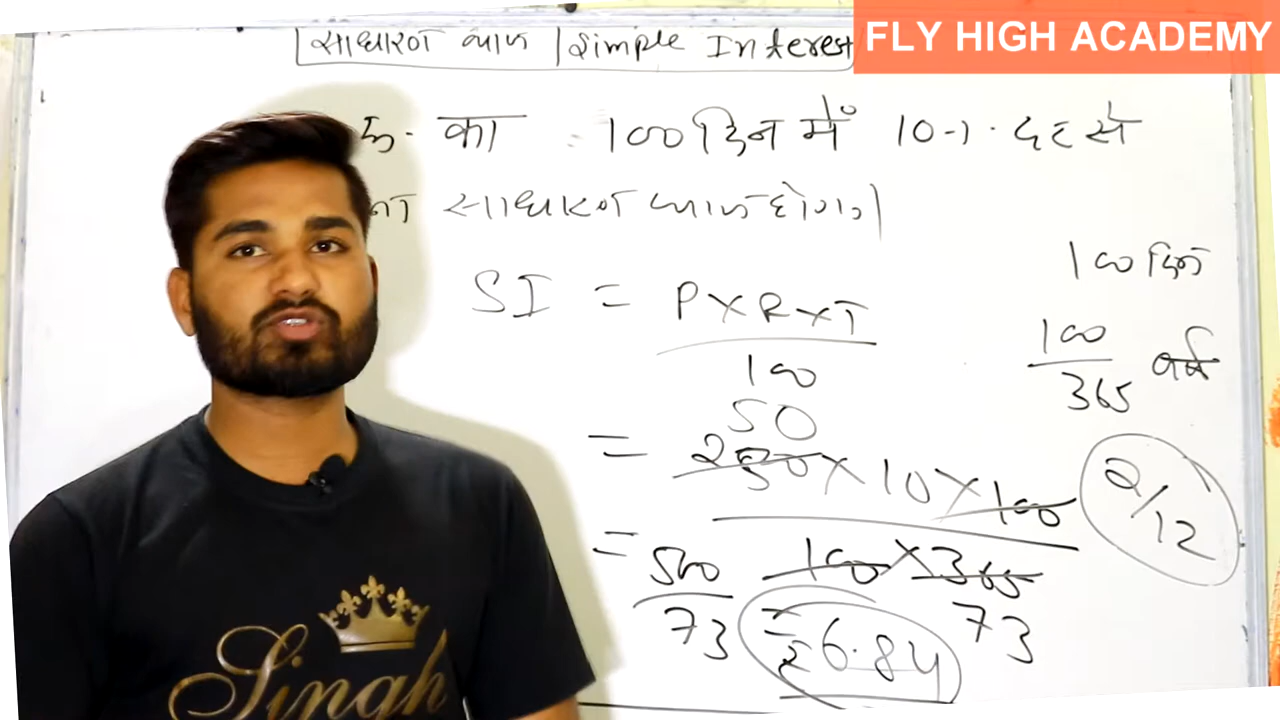 FLY HIGH ACADEMY
साधारण ब्याज | Simple Interest
रु. का 100 दिन में 10% दर से
साधारण ब्याज होगा।
100 दिन
SI = P×R×T
100
100
365 वर्ष
50
= 250×10×100
2/12
100×365
= 500
73
73
= 6.84
Singh